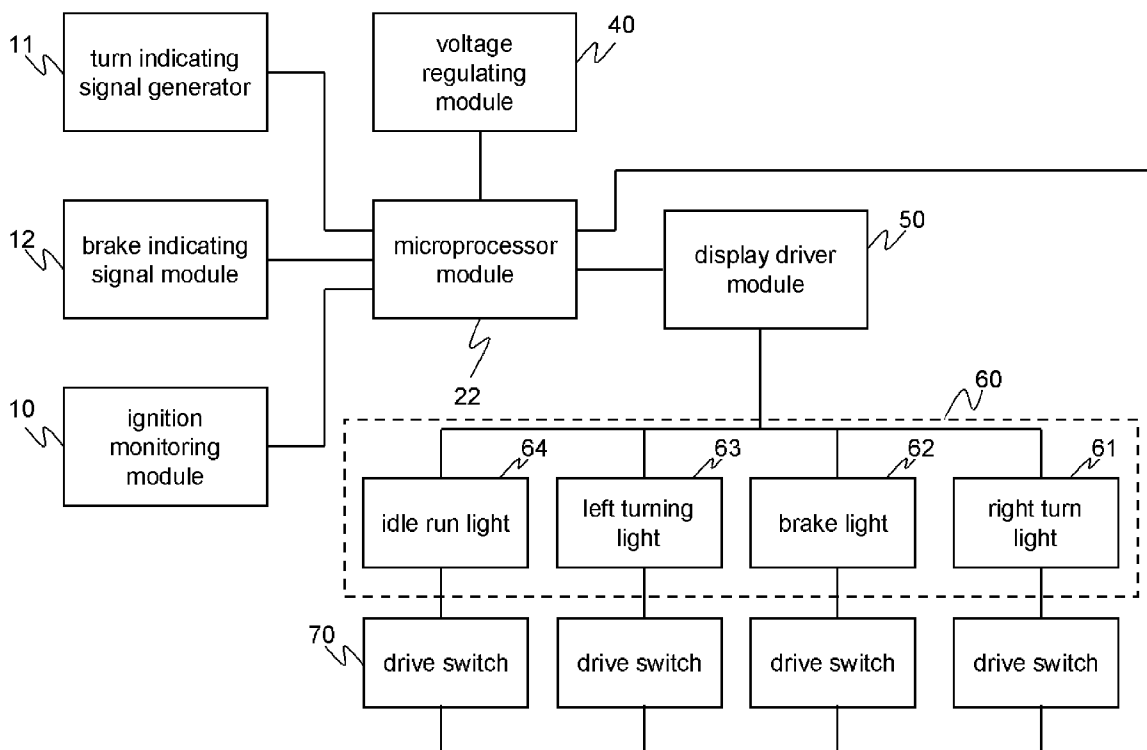 11
turn indicating
signal generator
voltage
regulating
module
40
12
brake indicating
signal module
microprocessor
module
22
display driver
module
50
10
ignition
monitoring
module
60
64
idle run light
63
left turning
light
62
brake light
61
right turn
light
70
drive switch
drive switch
drive switch
drive switch